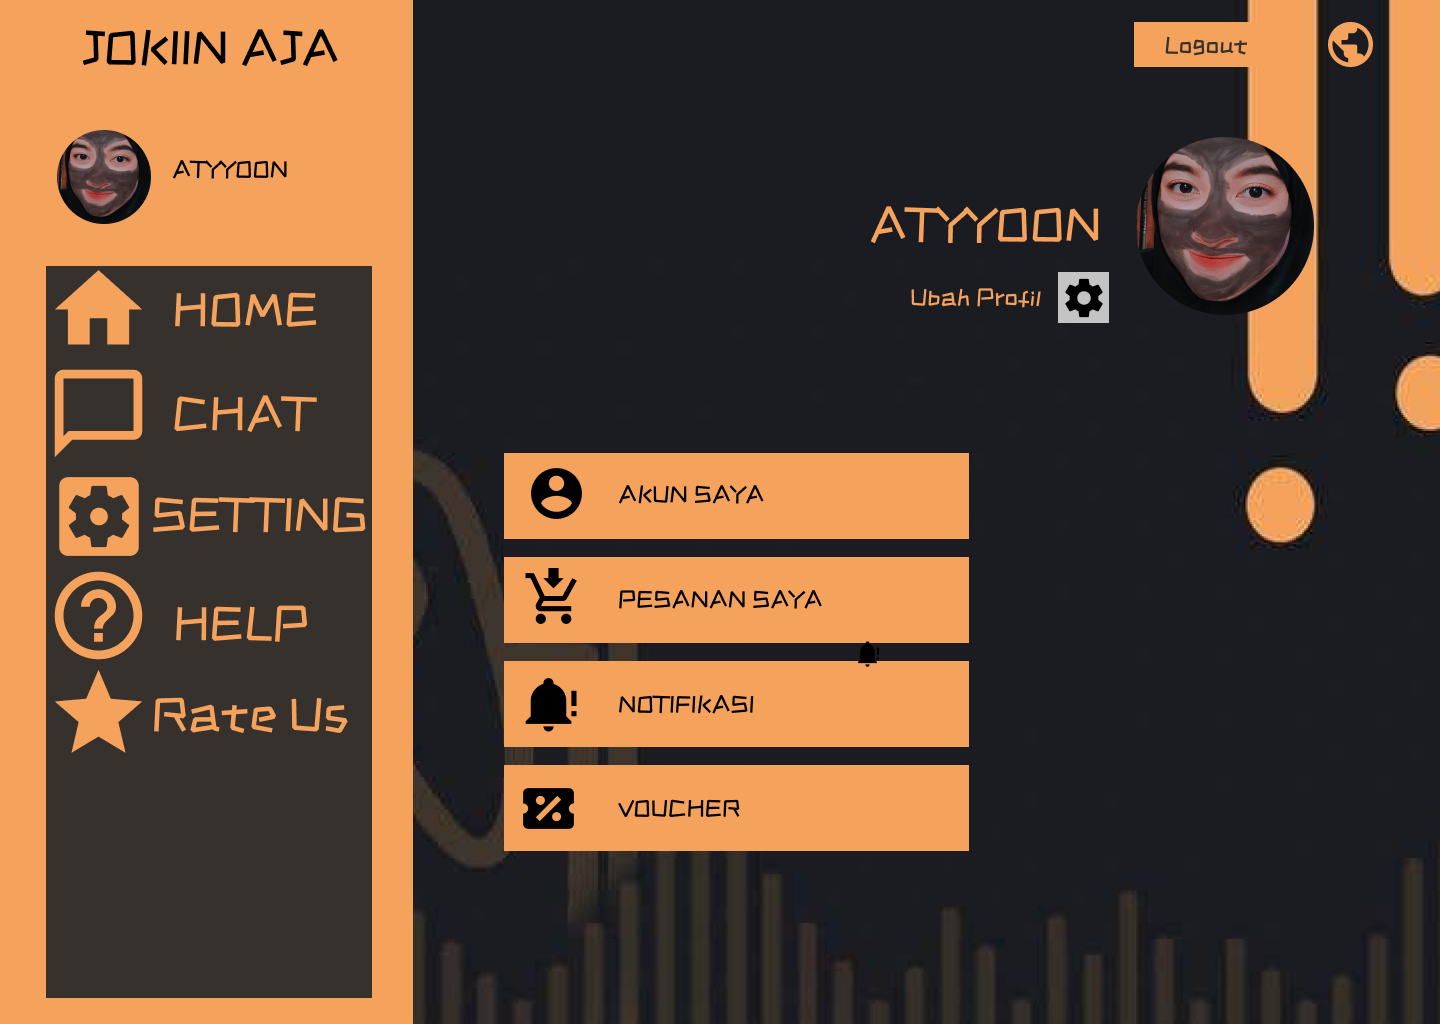 JOKIIN AJA
ATYYOON
HOME
CHAT
SETTING
HELP
Rate Us
Logout
ATYYOON
Ubah Profil
AKUN SAYA
PESANAN SAYA
NOTIFIKASI
VOUCHER